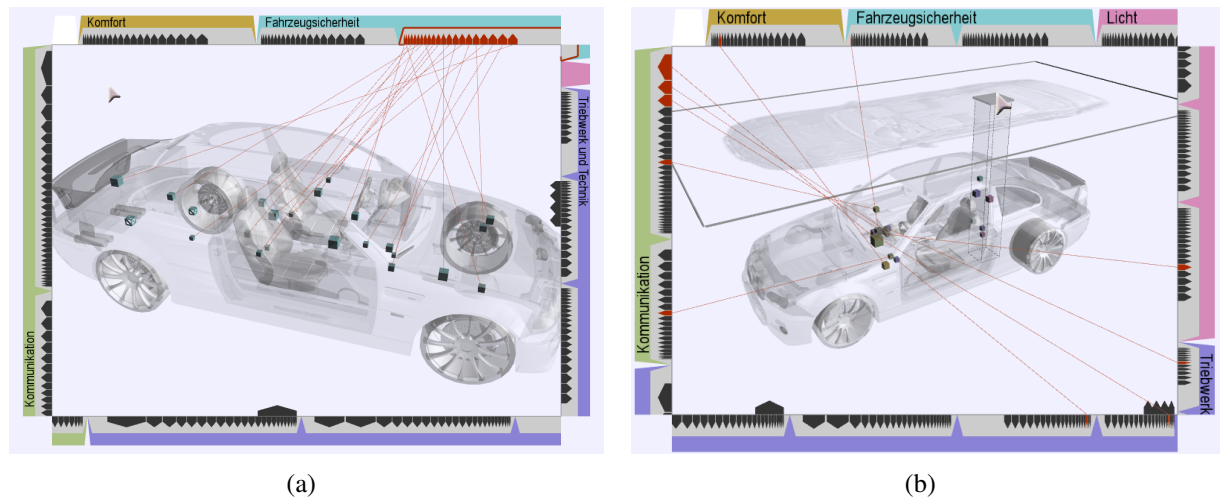 Komfort
Fahrzeugsicherheit
Triebwerk und Technik
Kommunikation
Komfort
Fahrzeugsicherheit
Licht
Kommunikation
Triebwerk
(a)
(b)